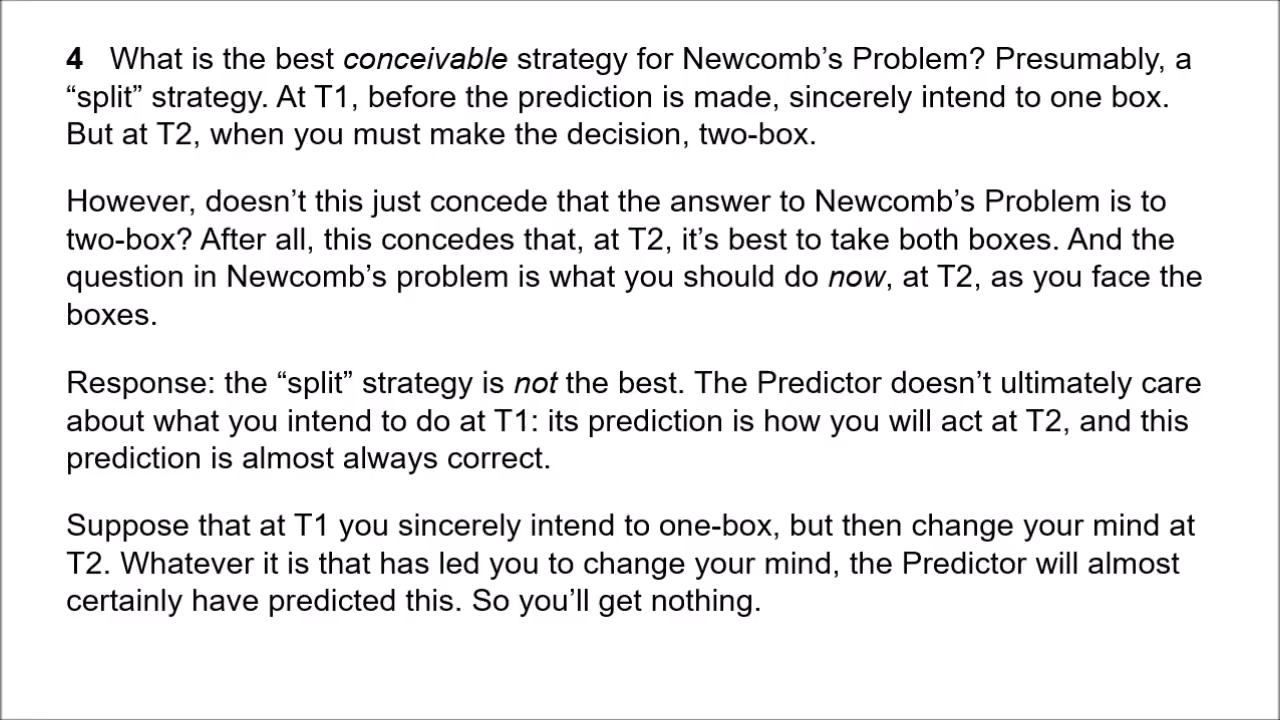 4 What is the best conceivable strategy for Newcomb’s Problem? Presumably, a
“split” strategy. At T1, before the prediction is made, sincerely intend to one box.
But at T2, when you must make the decision, two-box.
However, doesn’t this just concede that the answer to Newcomb’s Problem is to
two-box? After all, this concedes that, at T2, it’s best to take both boxes. And the
question in Newcomb’s problem is what you should do now, at T2, as you face the
boxes.
Response: the “split” strategy is not the best. The Predictor doesn’t ultimately care
about what you intend to do at T1: its prediction is how you will act at T2, and this
prediction is almost always correct.
Suppose that at T1 you sincerely intend to one-box, but then change your mind at
T2. Whatever it is that has led you to change your mind, the Predictor will almost
certainly have predicted this. So you’ll get nothing.